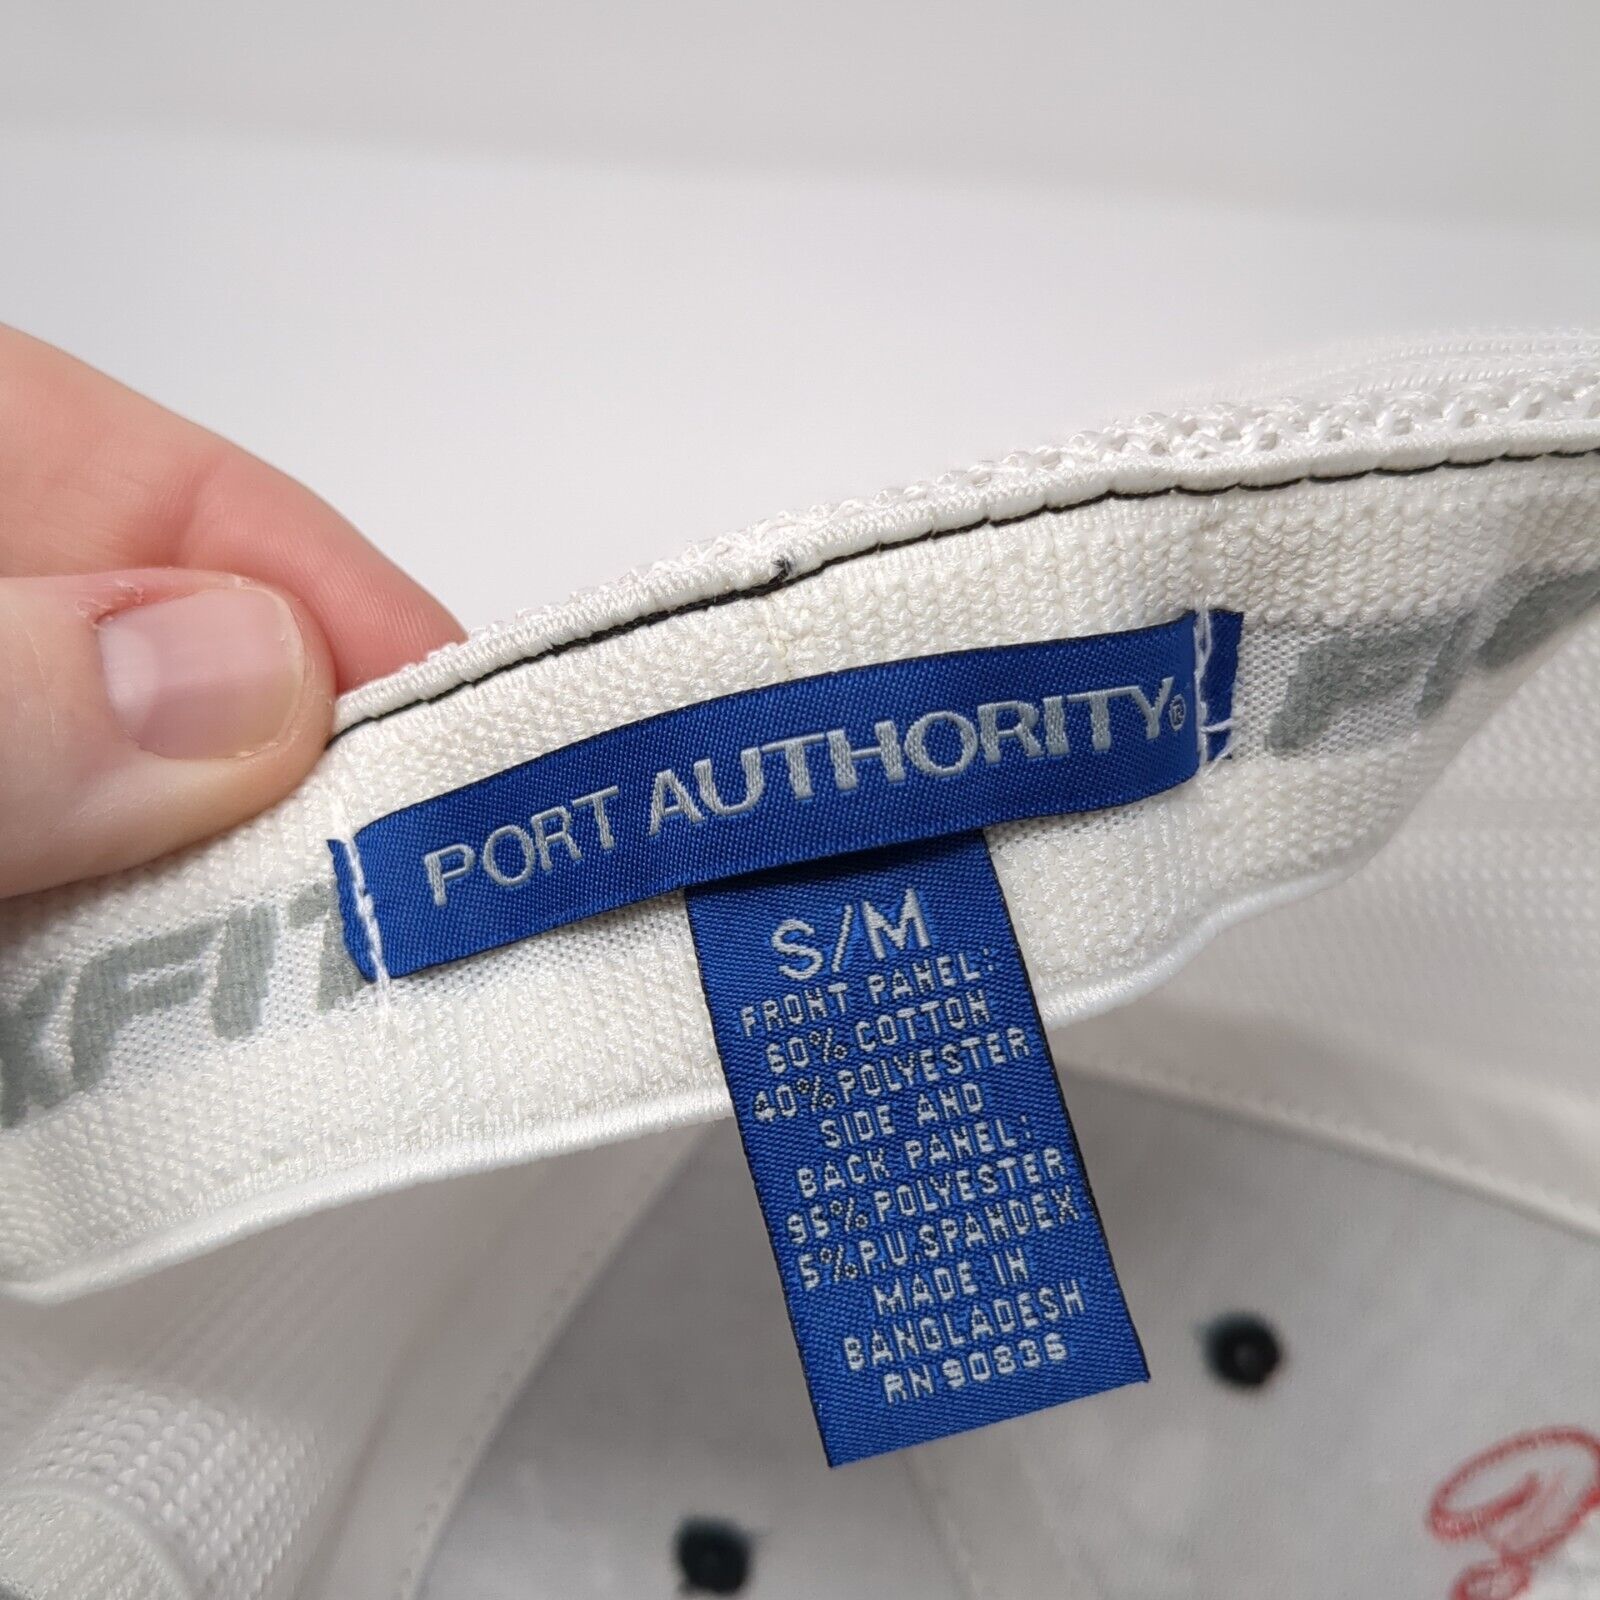 PORT AUTHORITY®
S/M
FRONT PANEL:
60% COTTON
40% POLYESTER
SIDE AND
BACK PANEL:
95% POLYESTER
5% P.U. SPANDEX
MADE IN
BANGLADESH
RN 90836